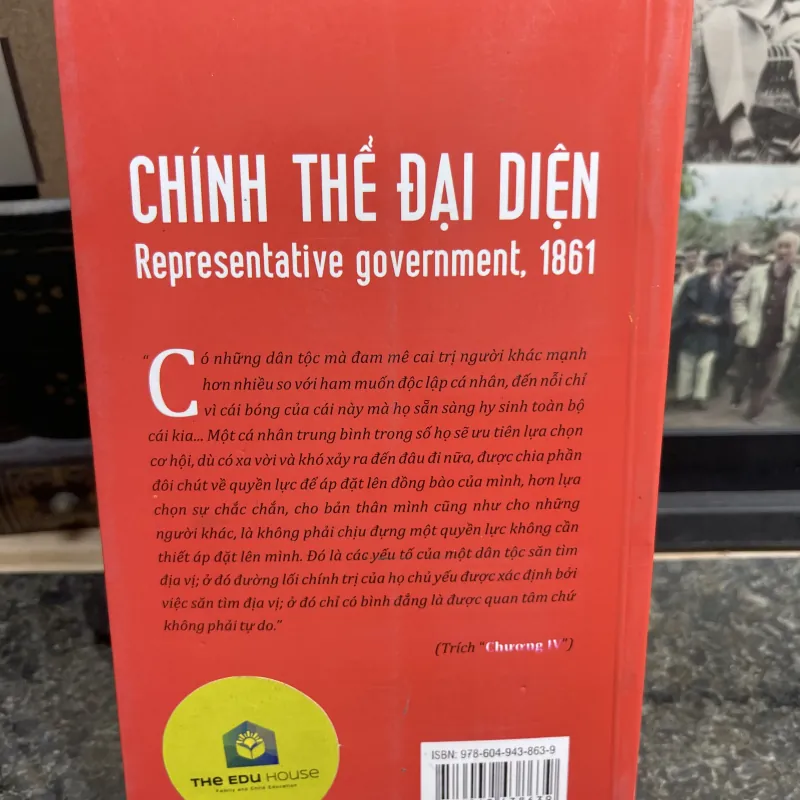 CHÍNH THỂ ĐẠI DIỆN
Representative government, 1861
“Có những dân tộc mà đam mê cai trị người khác mạnh
hơn nhiều so với ham muốn độc lập cá nhân, đến nỗi chỉ
vì cái bóng của cái này mà họ sẵn sàng hy sinh toàn bộ
cái kia... Một cá nhân trung bình trong số họ sẽ ưu tiên lựa chọn
cơ hội, dù có xa vời và khó xảy ra đến đâu đi nữa, được chia phần
đôi chút về quyền lực để áp đặt lên đồng bào của mình, hơn lựa
chọn sự chắc chắn, cho bản thân mình cũng như cho những
người khác, là không phải chịu đựng một quyền lực không cần
thiết áp đặt lên mình. Đó là các yếu tố của một dân tộc săn tìm
địa vị; ở đó đường lối chính trị của họ chủ yếu được xác định bởi
việc săn tìm địa vị; ở đó chỉ có bình đẳng là được quan tâm chứ
không phải tự do.”
(Trích “Chương IV”)
THE EDU HOUSE
Family and Child Education
ISBN: 978-604-943-863-9